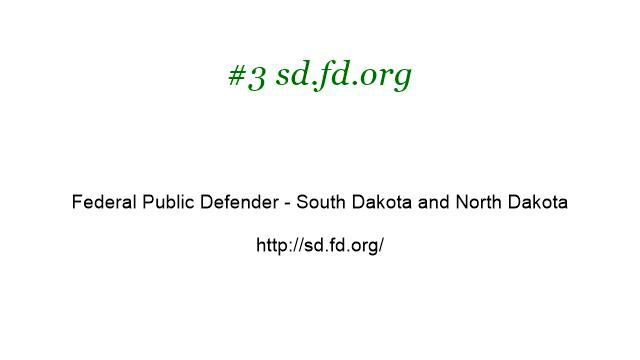 #3 sd.fd.org
Federal Public Defender - South Dakota and North Dakota
http://sd.fd.org/